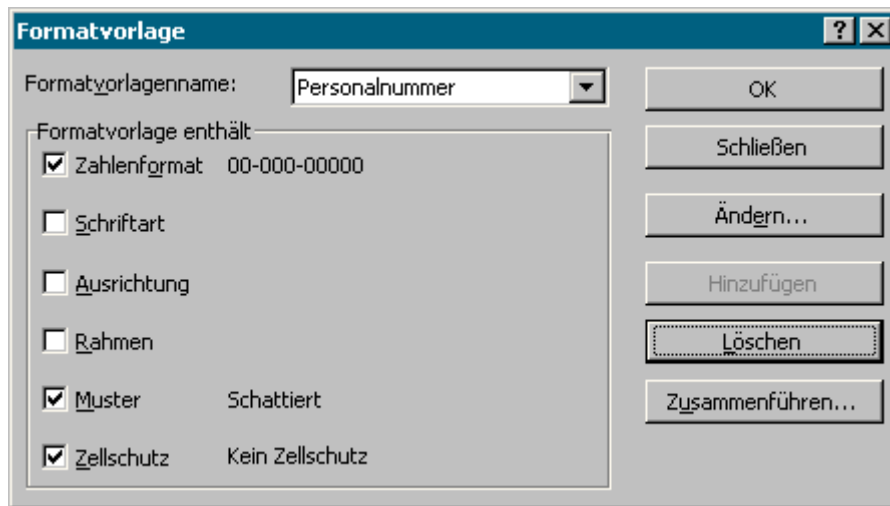 Formatvorlage
Formatvorlagenname: Personalnummer
OK
Formatvorlage enthält
Schließen
Zahlenformat 00-000-00000
Schriftart
Ändern...
Ausrichtung
Hinzufügen
Rahmen
Löschen
Muster Schattiert
Zusammenführen...
Zellschutz Kein Zellschutz